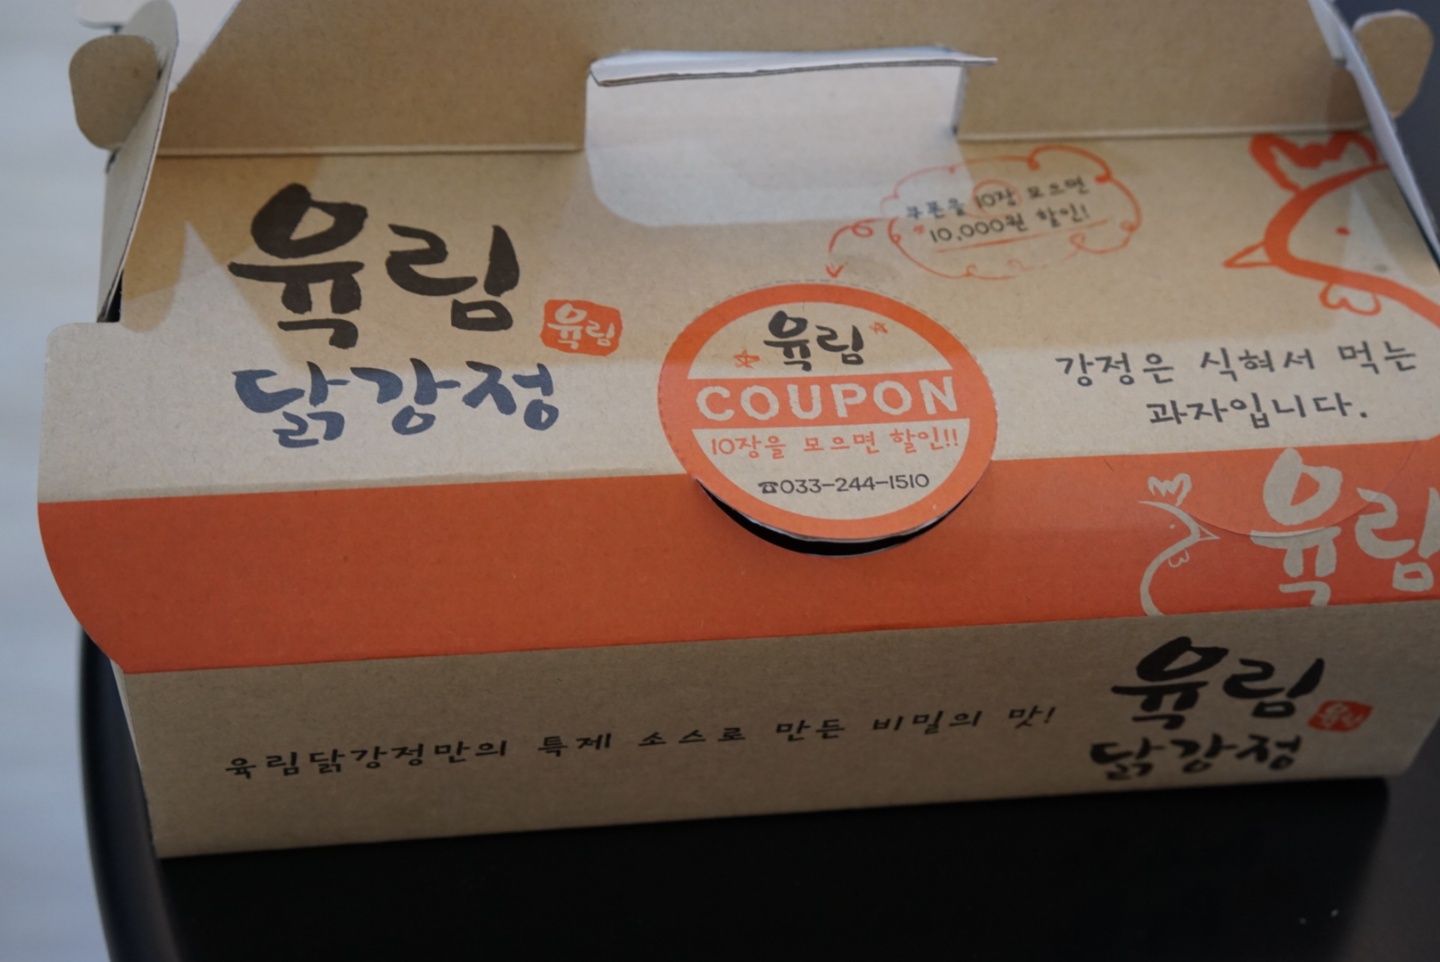 육림
닭강정
육림
쿠폰을 10장 모으면
10,000원 할인!
육림
COUPON
10장을 모으면 할인!!
☎033-244-1510
강정은 식혀서 먹는
과자입니다.
육림
육림닭강정만의 특제 소스로 만든 비밀의 맛!
육림
닭강정
육림